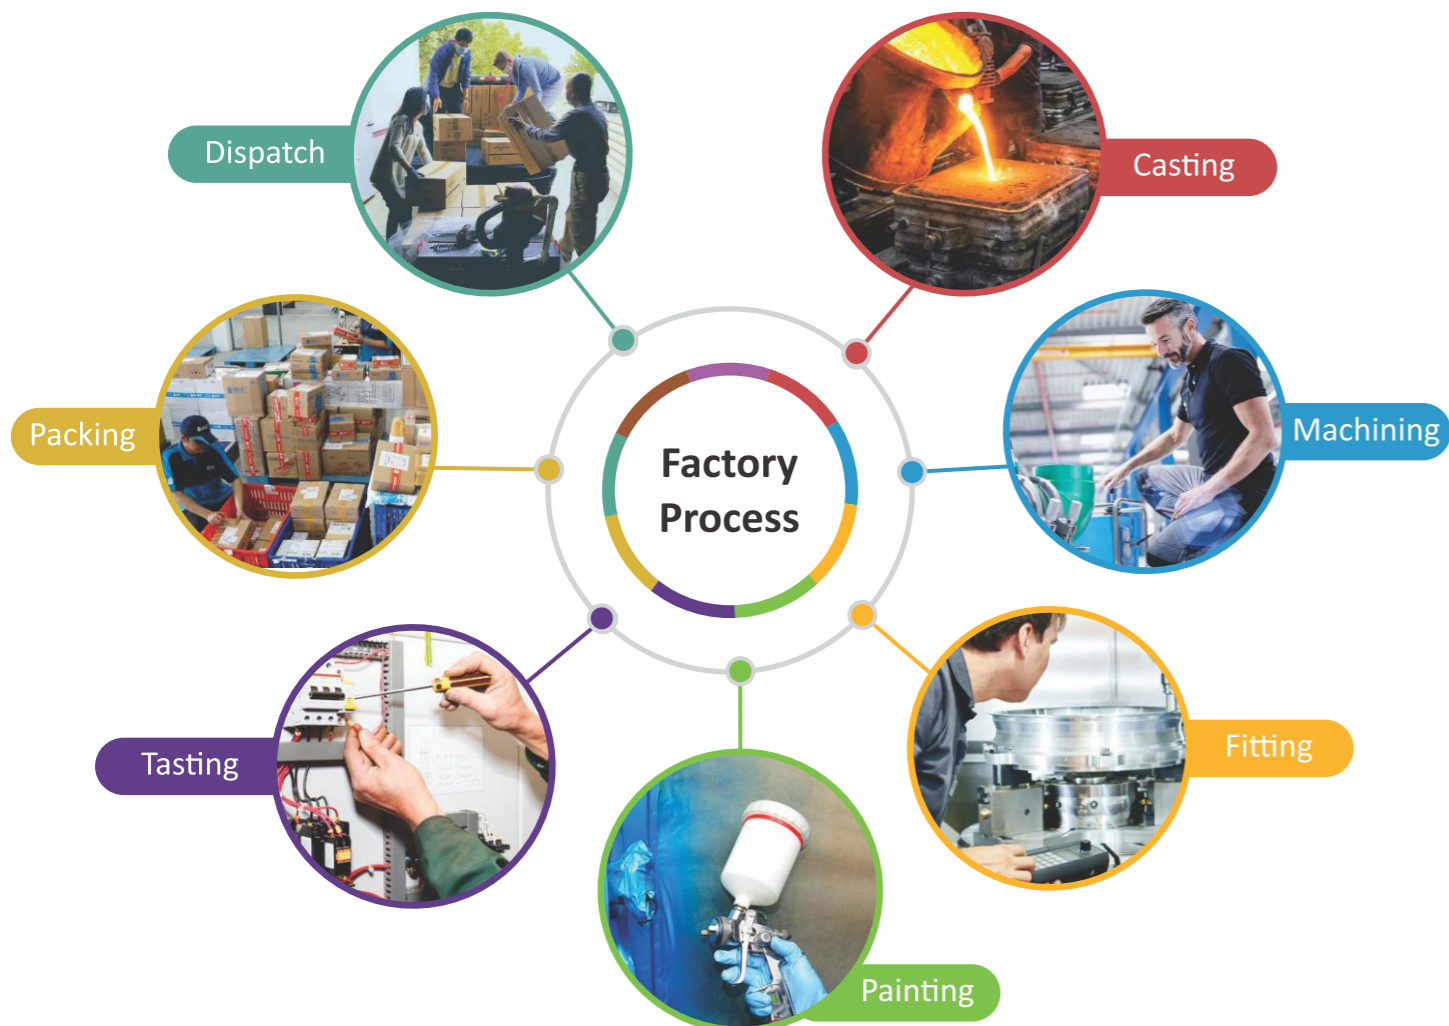 Dispatch
Casting
Packing
Factory
Process
Machining
Tasting
Fitting
Painting